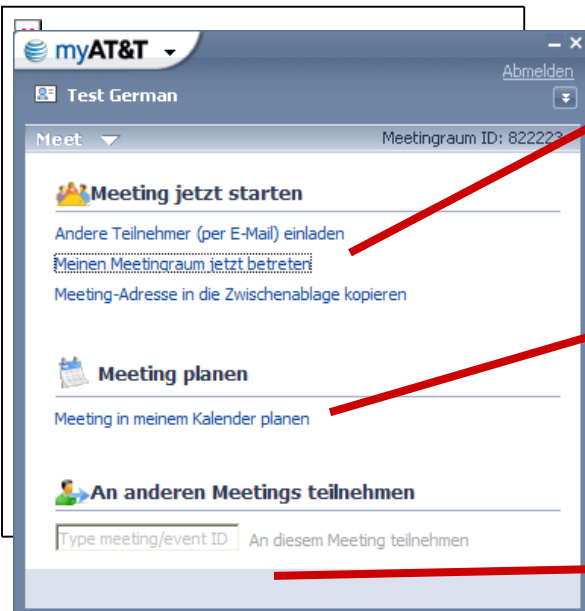 myAT&T
Abmelden
Test German
Meet
Meetingraum ID: 822223
Meeting jetzt starten
Andere Teilnehmer (per E-Mail) einladen
Meinen Meetingraum jetzt betreten
Meeting-Adresse in die Zwischenablage kopieren
Meeting planen
Meeting in meinem Kalender planen
An anderen Meetings teilnehmen
Type meeting/event ID An diesem Meeting teilnehmen